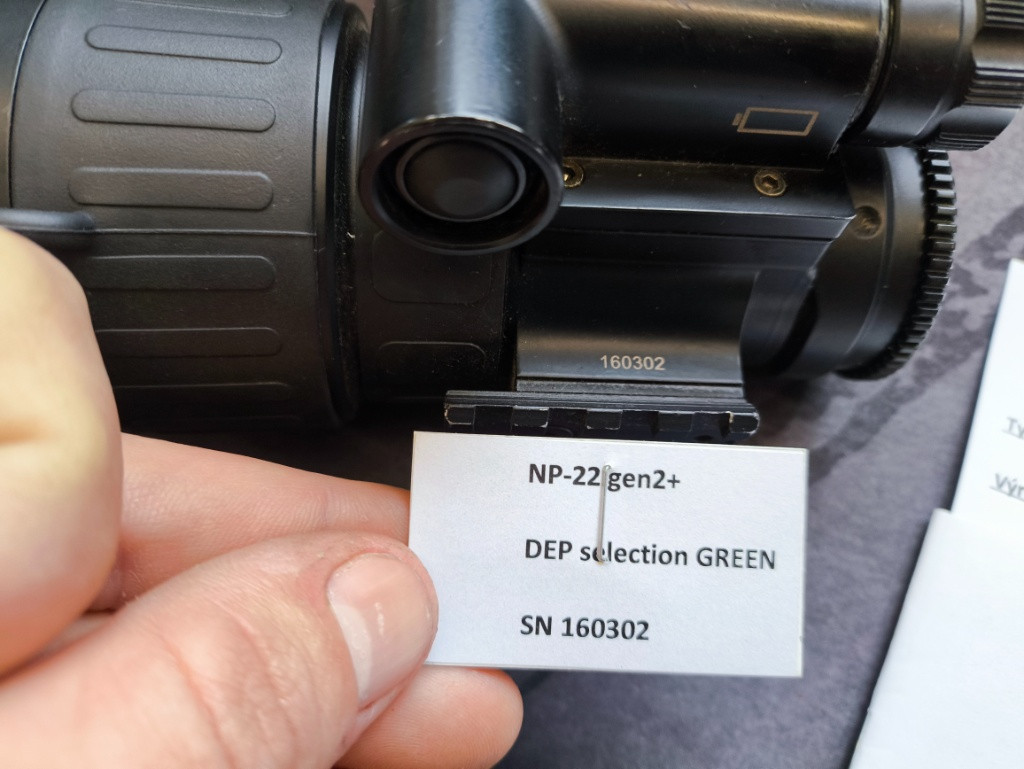 160302
NP-22 gen2+
DEP selection GREEN
SN 160302